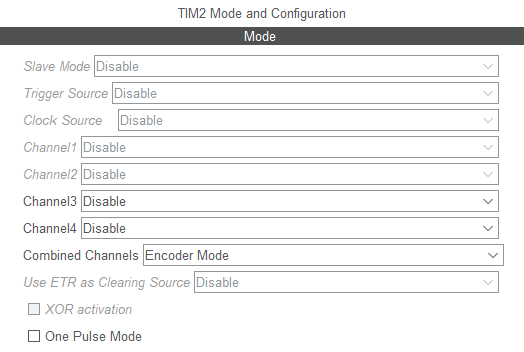 TIM2 Mode and Configuration
Mode
Slave Mode Disable
Trigger Source Disable
Clock Source Disable
Channel1 Disable
Channel2 Disable
Channel3 Disable
Channel4 Disable
Combined Channels Encoder Mode
Use ETR as Clearing Source Disable
XOR activation
One Pulse Mode